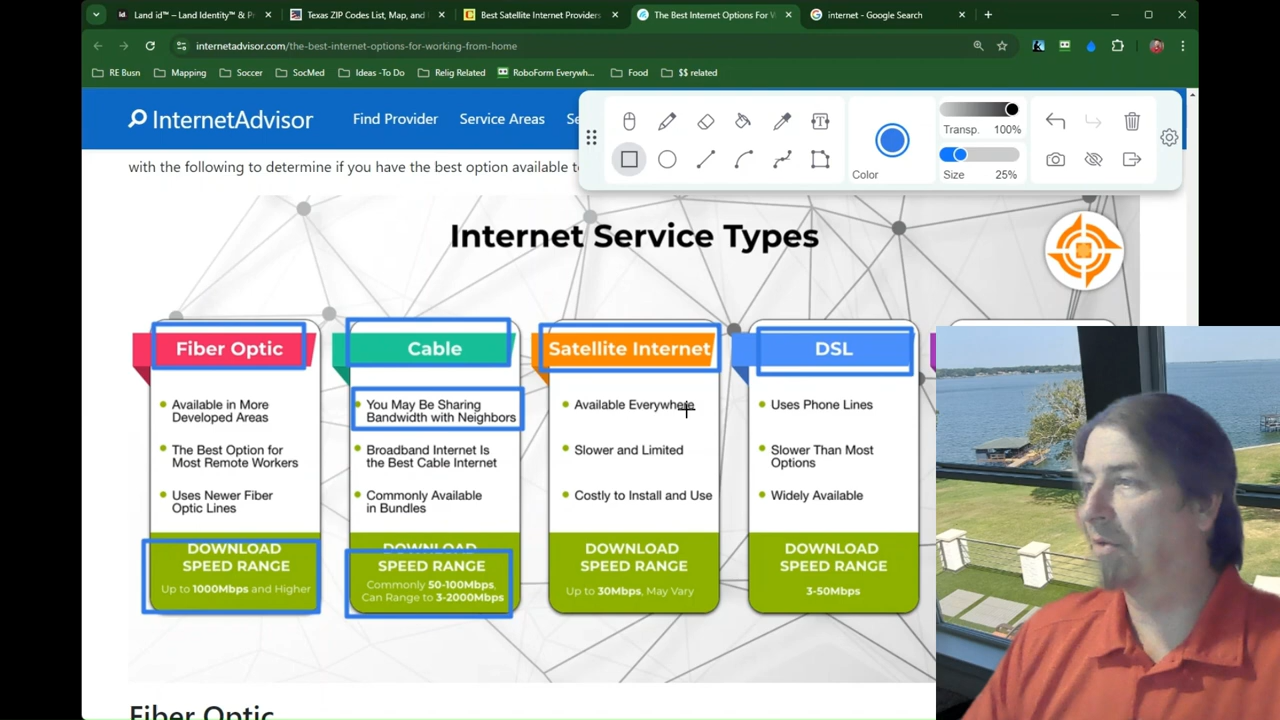 Land id™ – Land Identity™ & Pr
Texas ZIP Codes List, Map, and
Best Satellite Internet Providers
The Best Internet Options For W
internet - Google Search
internetadvisor.com/the-best-internet-options-for-working-from-home
RE Busn
Mapping
Soccer
SocMed
Ideas -To Do
Relig Related
RoboForm Everywh...
Food
$$ related
InternetAdvisor
Find Provider
Service Areas
Se
Transp. 100%
Color
Size 25%
with the following to determine if you have the best option available to
Internet Service Types
Fiber Optic
Available in More
Developed Areas
The Best Option for
Most Remote Workers
Uses Newer Fiber
Optic Lines
DOWNLOAD
SPEED RANGE
Up to 1000Mbps and Higher
Cable
You May Be Sharing
Bandwidth with Neighbors
Broadband Internet Is
the Best Cable Internet
Commonly Available
in Bundles
DOWNLOAD
SPEED RANGE
Commonly 50-100Mbps,
Can Range to 3-2000Mbps
Satellite Internet
Available Everywhere
Slower and Limited
Costly to Install and Use
DOWNLOAD
SPEED RANGE
Up to 30Mbps, May Vary
DSL
Uses Phone Lines
Slower Than Most
Options
Widely Available
DOWNLOAD
SPEED RANGE
3-50Mbps
Fiber Optic